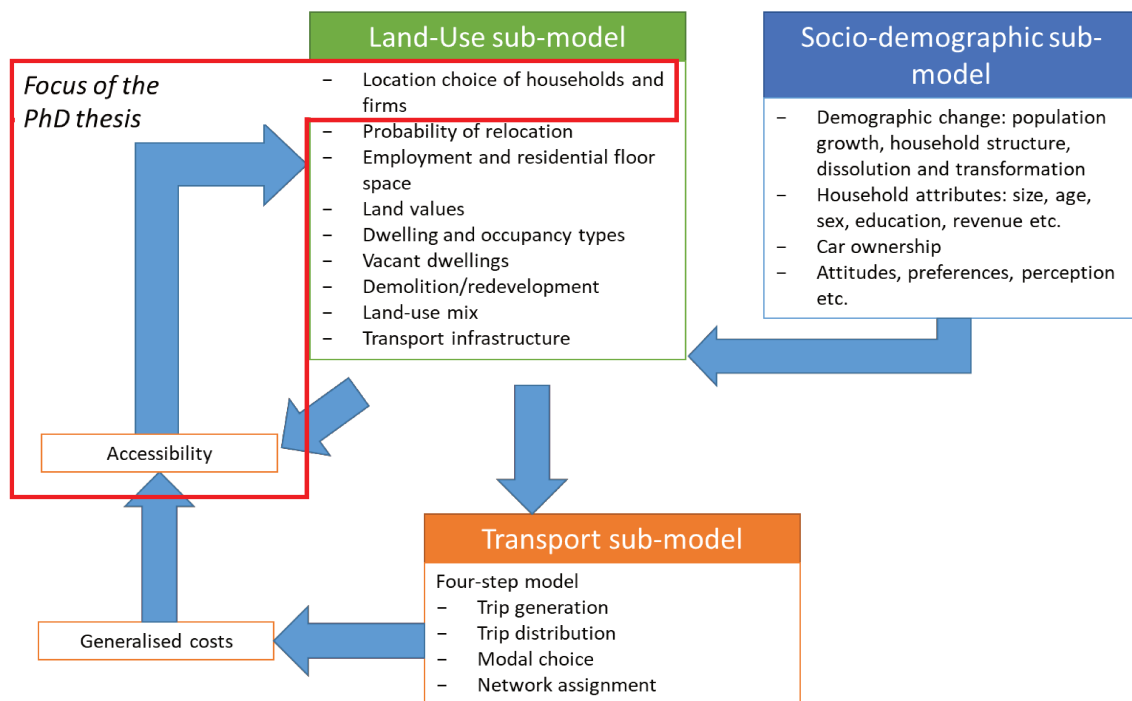 Land-Use sub-model
Socio-demographic sub-
model
Focus of the
PhD thesis
− Location choice of households and
firms
− Probability of relocation
− Employment and residential floor
space
− Land values
− Dwelling and occupancy types
− Vacant dwellings
− Demolition/redevelopment
− Land-use mix
− Transport infrastructure
− Demographic change: population
growth, household structure,
dissolution and transformation
− Household attributes: size, age,
sex, education, revenue etc.
− Car ownership
− Attitudes, preferences, perception
etc.
Accessibility
Transport sub-model
Four-step model
− Trip generation
− Trip distribution
− Modal choice
− Network assignment
Generalised costs